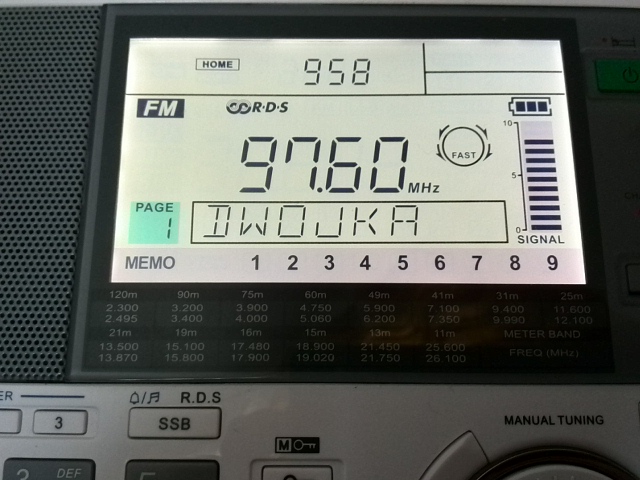 HOME 958
FM R·D·S
10
97.60 MHz FAST
5
PAGE 1 DWOJKA
0
SIGNAL
MEMO 1 2 3 4 5 6 7 8 9
120m 90m 75m 60m 49m 41m 31m 25m
2.300 3.200 3.900 4.750 5.900 7.100 9.400 11.600
2.495 3.400 4.000 5.060 6.200 7.350 9.990 12.100
21m 19m 16m 15m 13m 11m METER BAND
13.500 15.100 17.480 18.900 21.450 25.600 FREQ (MHz)
13.870 15.800 17.900 19.020 21.750 26.100
R.D.S
3 SSB
MANUAL TUNING
M
DEF